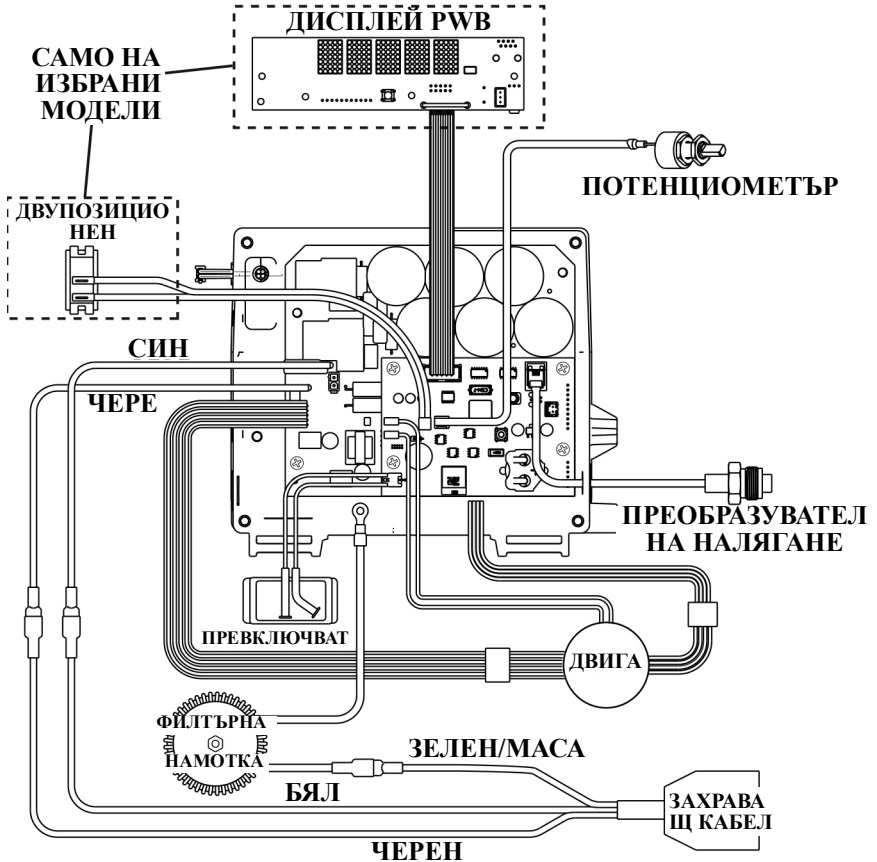 ДИСПЛЕЙ PWB
САМО НА
ИЗБРАНИ
МОДЕЛИ
ПОТЕНЦИОМЕТЪР
ДВУПОЗИЦИО
НЕН
СИН
ЧЕРЕ
ПРЕОБРАЗУВАТЕЛ
НА НАЛЯГАНЕ
ПРЕВКЛЮЧВАТ
ДВИГА
ФИЛТЪРНА
НАМОТКА
ЗЕЛЕН/МАСА
БЯЛ
ЗАХРАВА
Щ КАБЕЛ
ЧЕРЕН